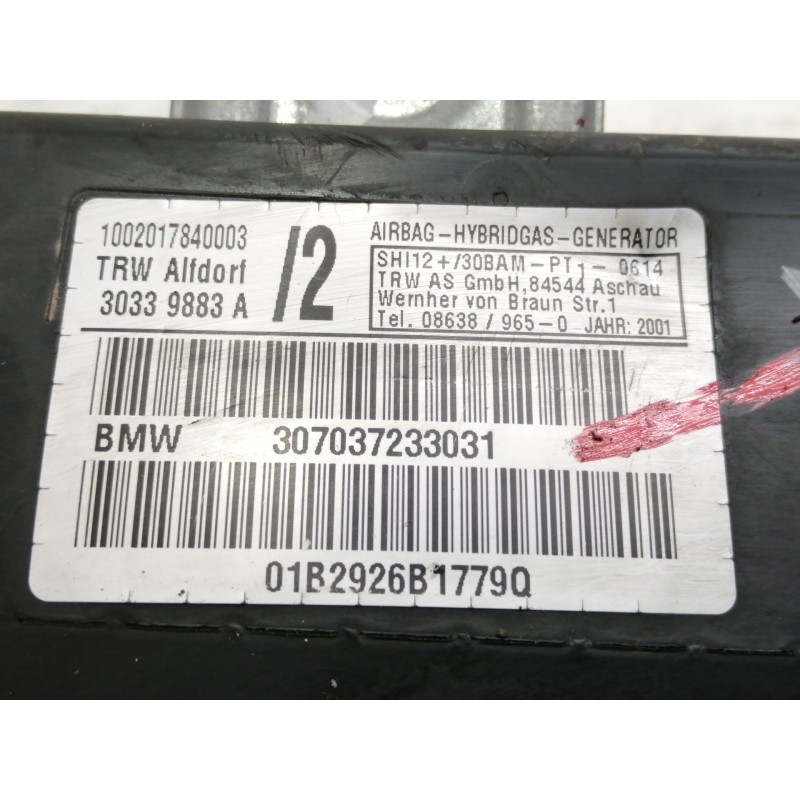 1002017840003
TRW Alfdorf
3033 9883 A
/2
AIRBAG-HYBRIDGAS-GENERATOR
SHI12+/30BAM-PT1- 0614
TRW AS GmbH,84544 Aschau
Wernher von Braun Str.1
Tel. 08638/965-0 JAHR: 2001
BMW 307037233031
01B2926B1779Q